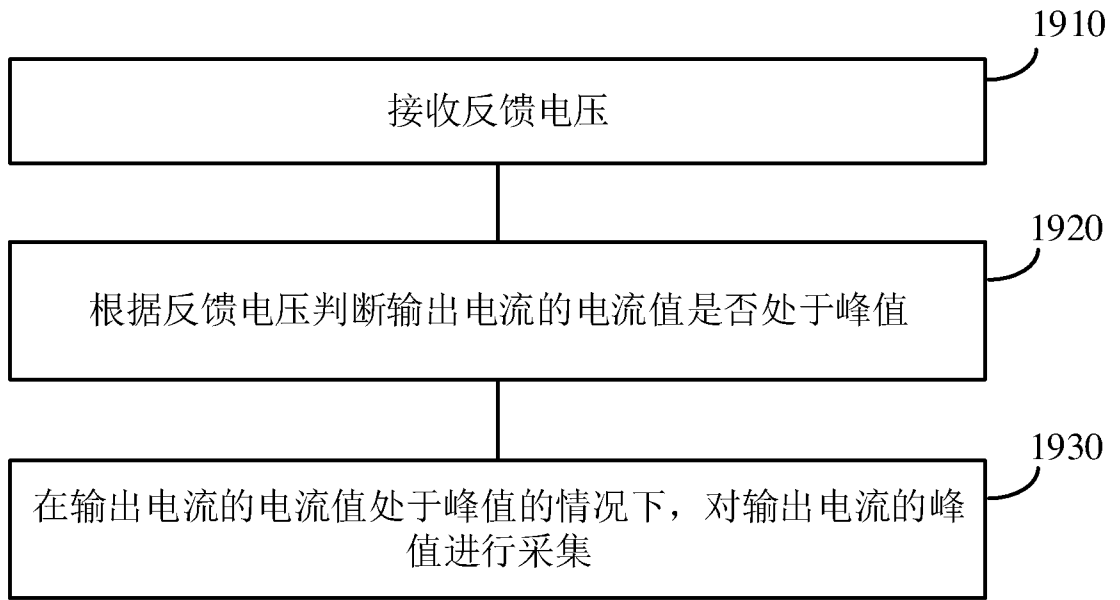 1910
接收反馈电压
1920
根据反馈电压判断输出电流的电流值是否处于峰值
1930
在输出电流的电流值处于峰值的情况下，对输出电流的峰
值进行采集